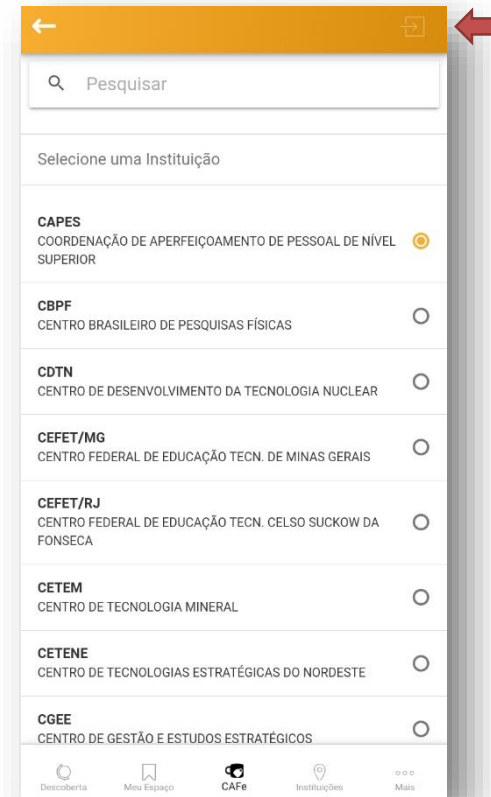 Pesquisar
Selecione uma Instituição
CAPES
COORDENAÇÃO DE APERFEIÇOAMENTO DE PESSOAL DE NÍVEL
SUPERIOR
CBPF
CENTRO BRASILEIRO DE PESQUISAS FÍSICAS
CDTN
CENTRO DE DESENVOLVIMENTO DA TECNOLOGIA NUCLEAR
CEFET/MG
CENTRO FEDERAL DE EDUCAÇÃO TECN. DE MINAS GERAIS
CEFET/RJ
CENTRO FEDERAL DE EDUCAÇÃO TECN. CELSO SUCKOW DA
FONSECA
CETEM
CENTRO DE TECNOLOGIA MINERAL
CETENE
CENTRO DE TECNOLOGIAS ESTRATÉGICAS DO NORDESTE
CGEE
CENTRO DE GESTÃO E ESTUDOS ESTRATÉGICOS
Descoberta Meu Espaço CAFe Instituições Mais